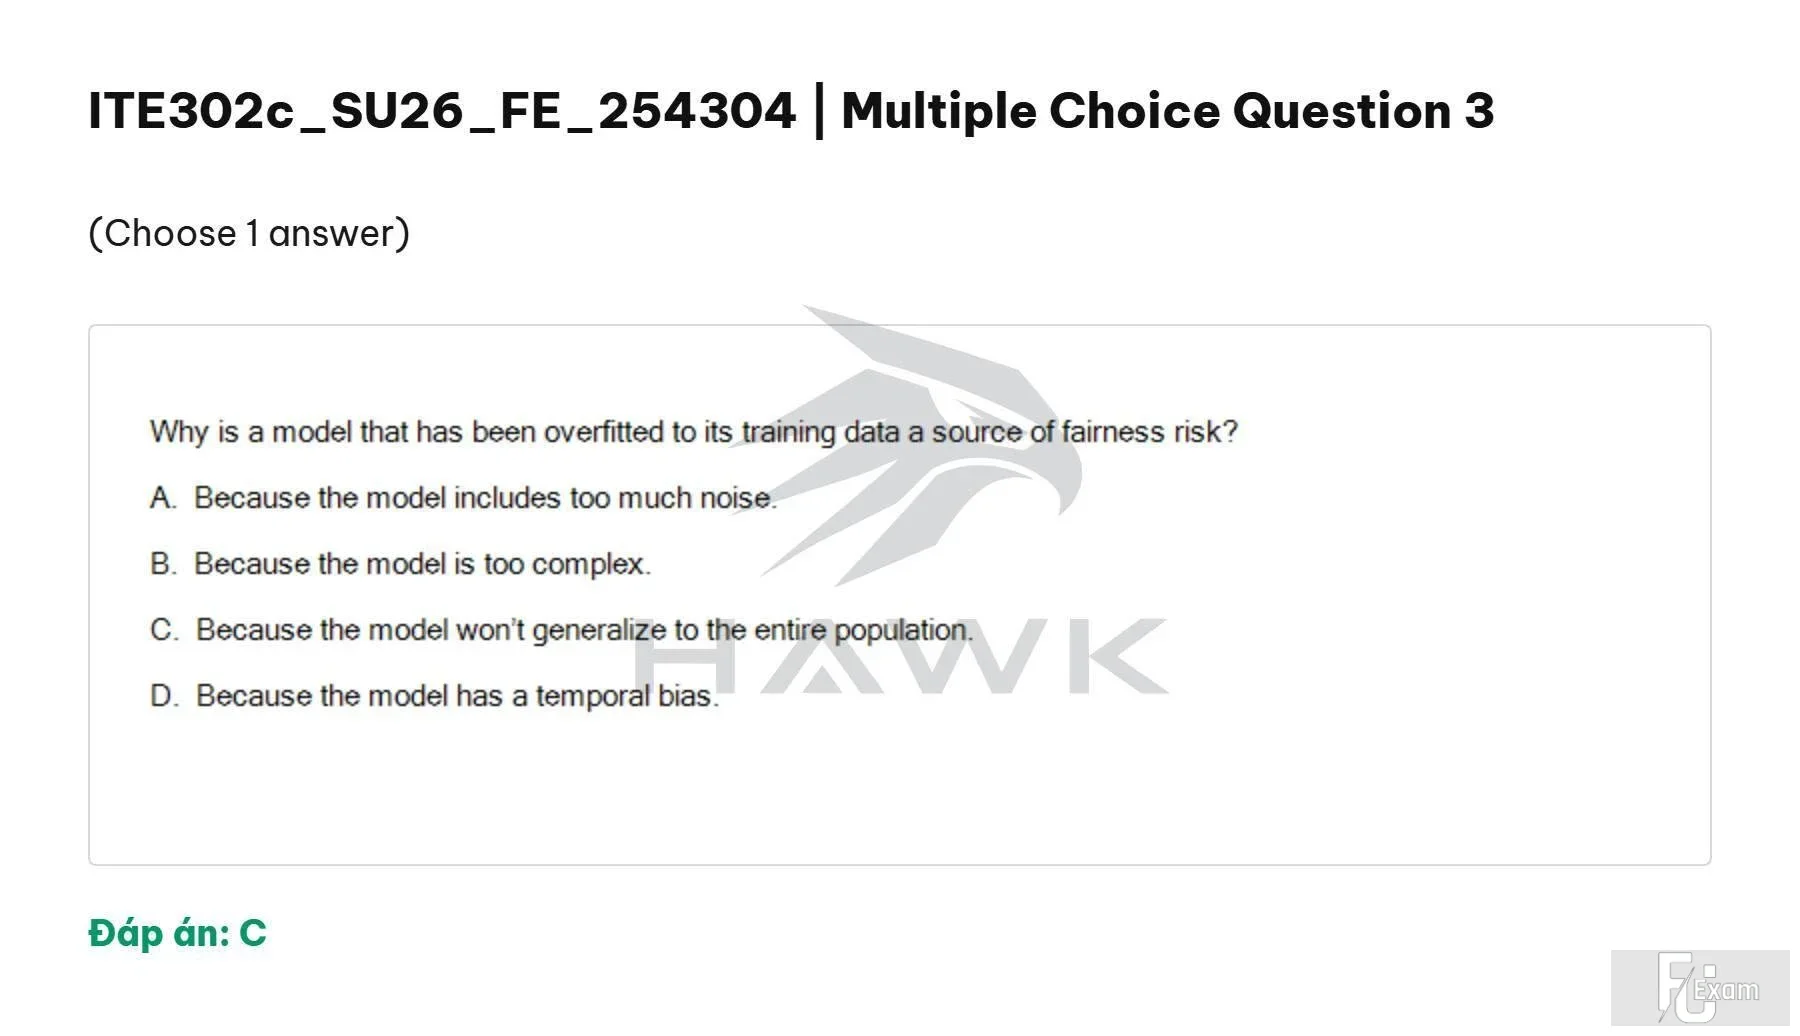 ITE302c_SU26_FE_254304 | Multiple Choice Question 3
(Choose 1 answer)
Why is a model that has been overfitted to its training data a source of fairness risk?
A. Because the model includes too much noise.
B. Because the model is too complex.
C. Because the model won't generalize to the entire population.
D. Because the model has a temporal bias.
HAWK
Đáp án: C
FU Exam